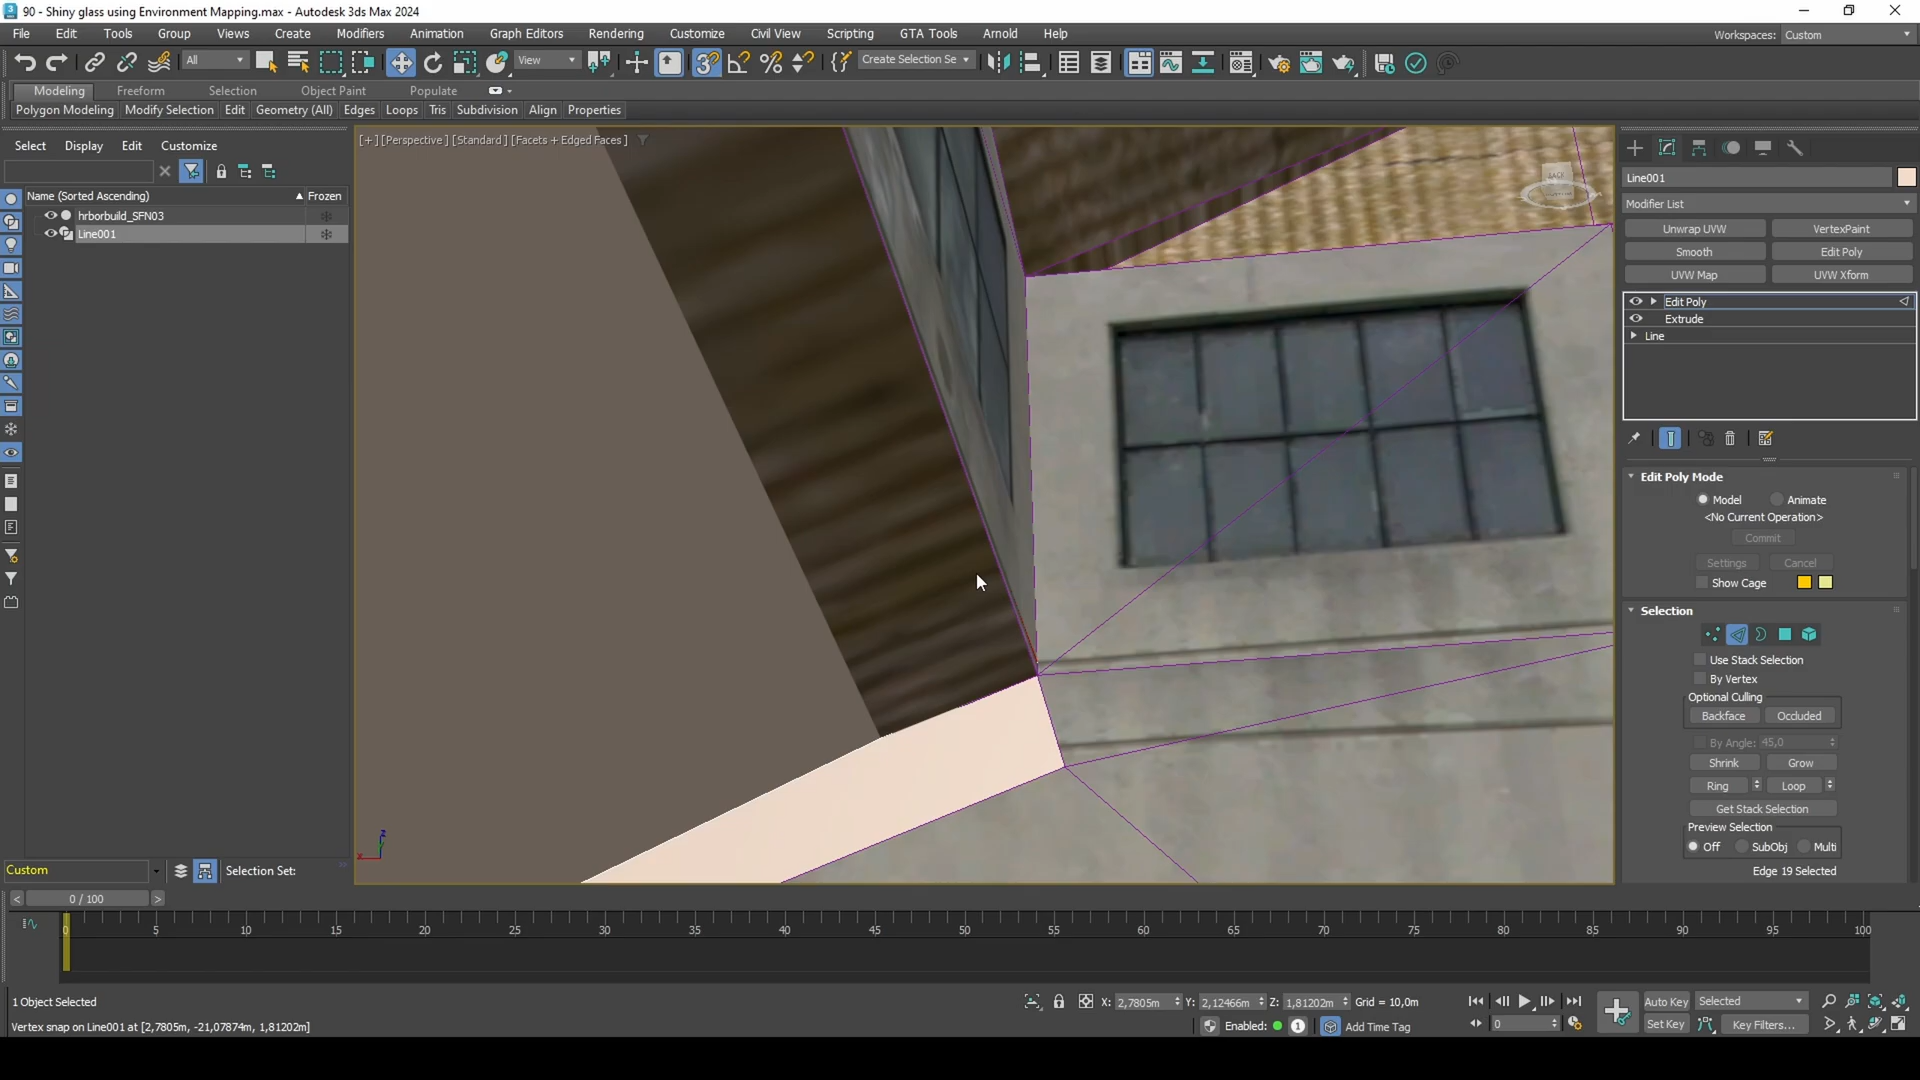 90 - Shiny glass using Environment Mapping.max - Autodesk 3ds Max 2024
File Edit Tools Group Views Create Modifiers Animation Graph Editors Rendering Customize Civil View Scripting GTA Tools Arnold Help
Workspaces: Custom
All View Create Selection Se
Modeling Freeform Selection Object Paint Populate
Polygon Modeling Modify Selection Edit Geometry (All) Edges Loops Tris Subdivision Align Properties
Select Display Edit Customize
[+] [Perspective] [Standard] [Facets + Edged Faces]
Name (Sorted Ascending) Frozen
hrborbuild_SFN03
Line001
Line001
Modifier List
Unwrap UVW VertexPaint
Smooth Edit Poly
UVW Map UVW Xform
Edit Poly
Extrude
Line
Edit Poly Mode
Model Animate
<No Current Operation>
Commit
Settings Cancel
Show Cage
Selection
Use Stack Selection
By Vertex
Optional Culling
Backface Occluded
By Angle: 45,0
Shrink Grow
Ring Loop
Get Stack Selection
Preview Selection
Off SubObj Multi
Edge 19 Selected
z
x
Custom Selection Set:
< 0 / 100 >
0 5 10 15 20 25 30 35 40 45 50 55 60 65 70 75 80 85 90 95 100
1 Object Selected
X: 2,7805m Y: 2,12466m Z: 1,81202m Grid = 10,0m
Auto Key Selected
Vertex snap on Line001 at [2,7805m, -21,07874m, 1,81202m]
Enabled: 1 Add Time Tag
0
Set Key Key Filters...